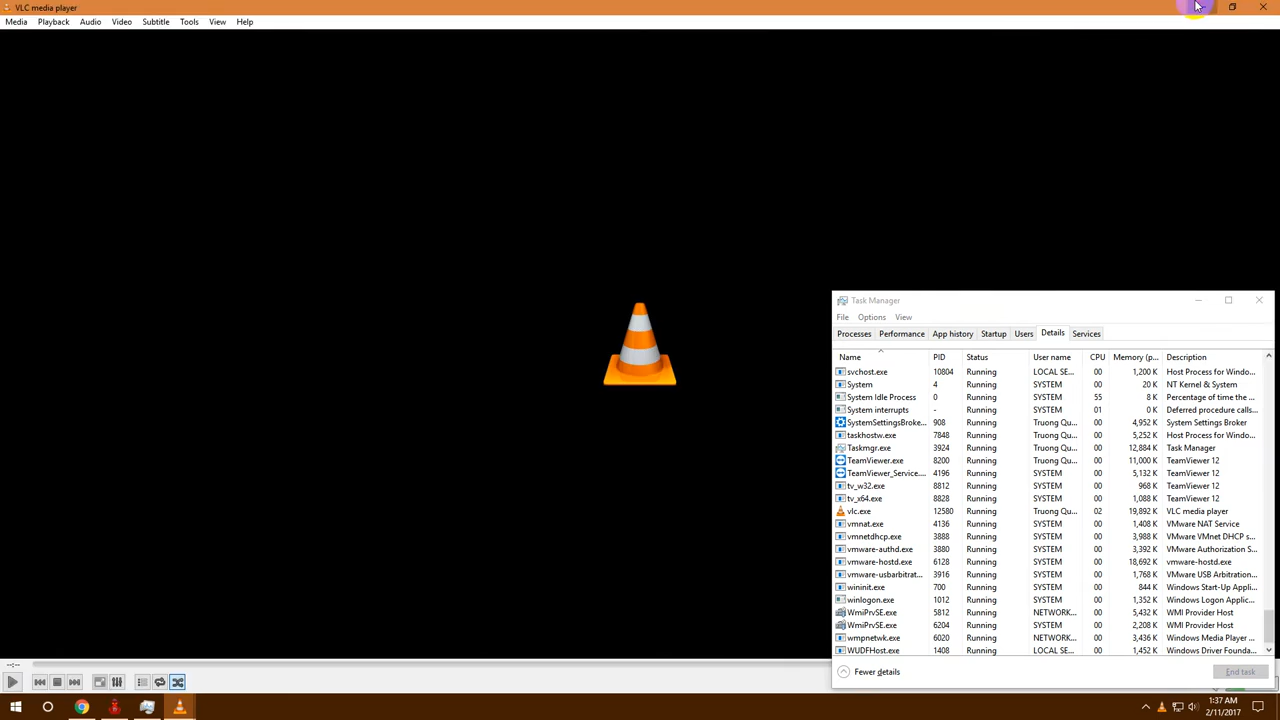 VLC media player
Media Playback Audio Video Subtitle Tools View Help
Task Manager
File Options View
Processes Performance App history Startup Users Details Services
Name PID Status User name CPU Memory (p... Description
svchost.exe 10804 Running LOCAL SE... 00 1,200 K Host Process for Windo...
System 4 Running SYSTEM 00 20 K NT Kernel & System
System Idle Process 0 Running SYSTEM 55 8 K Percentage of time the ...
System interrupts - Running SYSTEM 01 0 K Deferred procedure calls...
SystemSettingsBroke... 908 Running Truong Qu... 00 4,952 K System Settings Broker
taskhostw.exe 7848 Running Truong Qu... 00 5,252 K Host Process for Windo...
Taskmgr.exe 3924 Running Truong Qu... 00 12,884 K Task Manager
TeamViewer.exe 8200 Running Truong Qu... 00 11,000 K TeamViewer 12
TeamViewer_Service.... 4196 Running SYSTEM 00 5,132 K TeamViewer 12
tv_w32.exe 8812 Running SYSTEM 00 968 K TeamViewer 12
tv_x64.exe 8828 Running SYSTEM 00 1,088 K TeamViewer 12
vlc.exe 12580 Running Truong Qu... 02 19,892 K VLC media player
vmnat.exe 4136 Running SYSTEM 00 1,408 K VMware NAT Service
vmnetdhcp.exe 3888 Running SYSTEM 00 3,988 K VMware VMnet DHCP s...
vmware-authd.exe 3880 Running SYSTEM 00 3,392 K VMware Authorization S...
vmware-hostd.exe 6128 Running SYSTEM 00 18,692 K vmware-hostd.exe
vmware-usbarbitrat... 3916 Running SYSTEM 00 1,768 K VMware USB Arbitration...
wininit.exe 700 Running SYSTEM 00 844 K Windows Start-Up Appli...
winlogon.exe 1012 Running SYSTEM 00 1,352 K Windows Logon Applic...
WmiPrvSE.exe 5812 Running NETWORK... 00 5,432 K WMI Provider Host
WmiPrvSE.exe 6204 Running SYSTEM 00 2,208 K WMI Provider Host
wmpnetwk.exe 6020 Running NETWORK... 00 3,436 K Windows Media Player ...
WUDFHost.exe 1408 Running LOCAL SE... 00 1,452 K Windows Driver Founda...
--:--
Fewer details End task
1:37 AM
2/11/2017